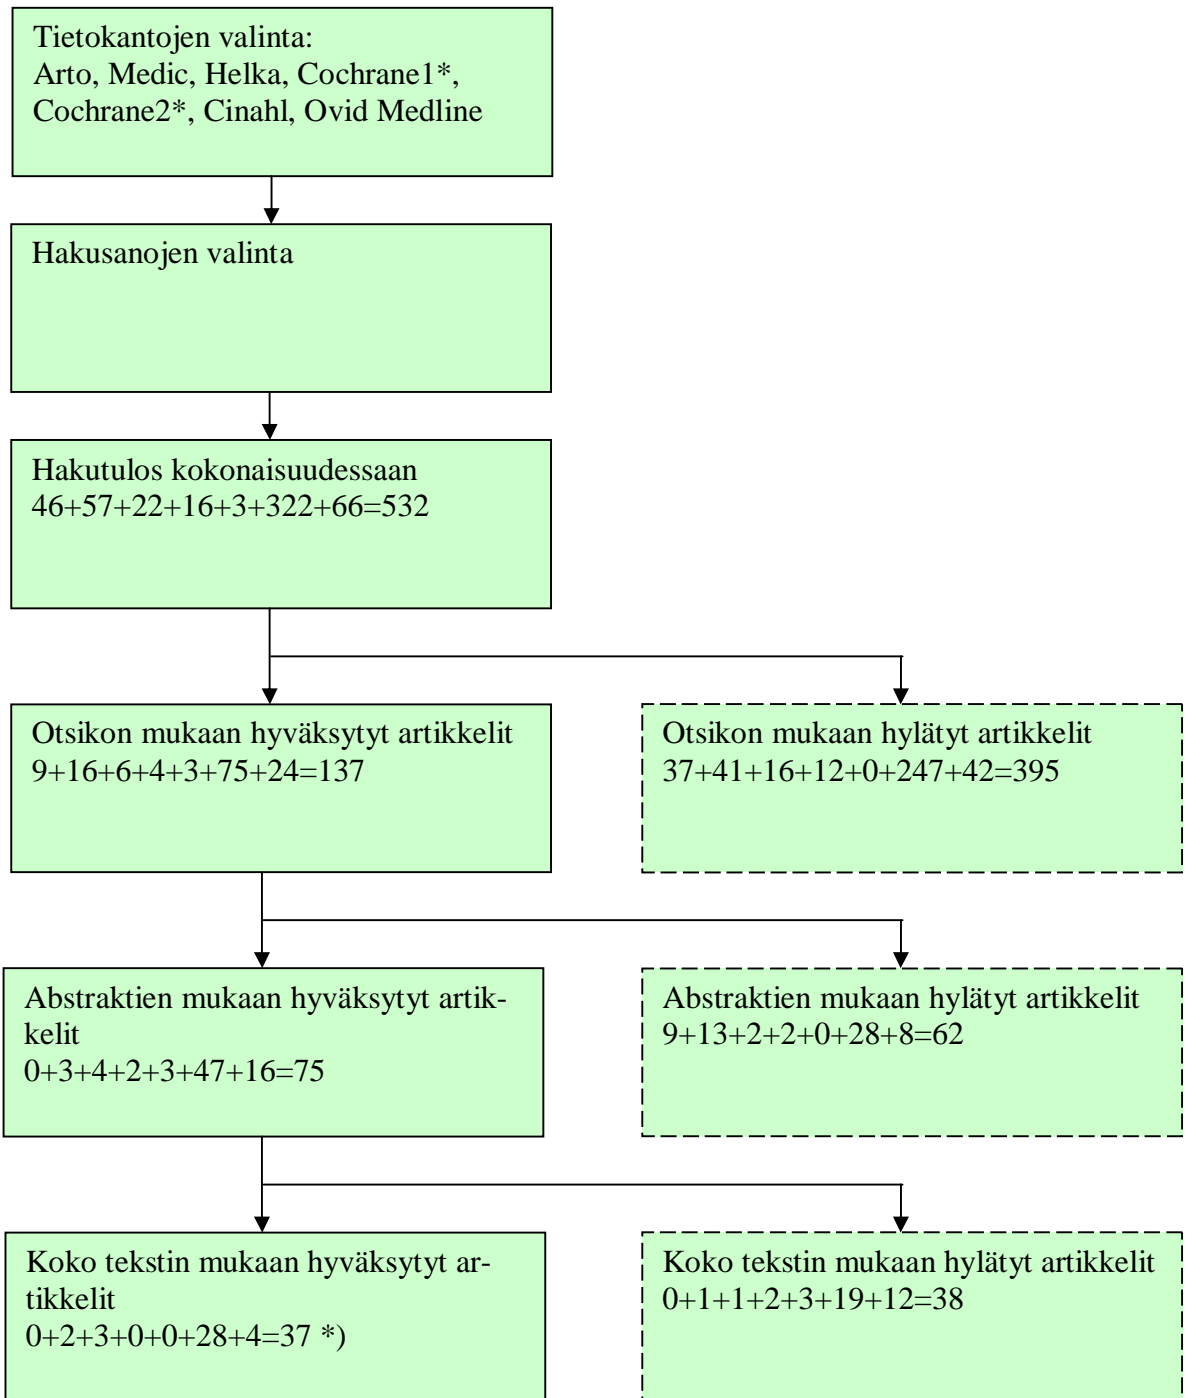 Tietokantojen valinta:
Arto, Medic, Helka, Cochrane1*,
Cochrane2*, Cinahl, Ovid Medline
Hakusanojen valinta
Hakutulos kokonaisuudessaan
46+57+22+16+3+322+66=532
Otsikon mukaan hyväksytyt artikkelit
9+16+6+4+3+75+24=137
Otsikon mukaan hylätyt artikkelit
37+41+16+12+0+247+42=395
Abstraktien mukaan hyväksytyt artik-
kelit
0+3+4+2+3+47+16=75
Abstraktien mukaan hylätyt artikkelit
9+13+2+2+0+28+8=62
Koko tekstin mukaan hyväksytyt ar-
tikkelit
0+2+3+0+0+28+4=37 *)
Koko tekstin mukaan hylätyt artikkelit
0+1+1+2+3+19+12=38